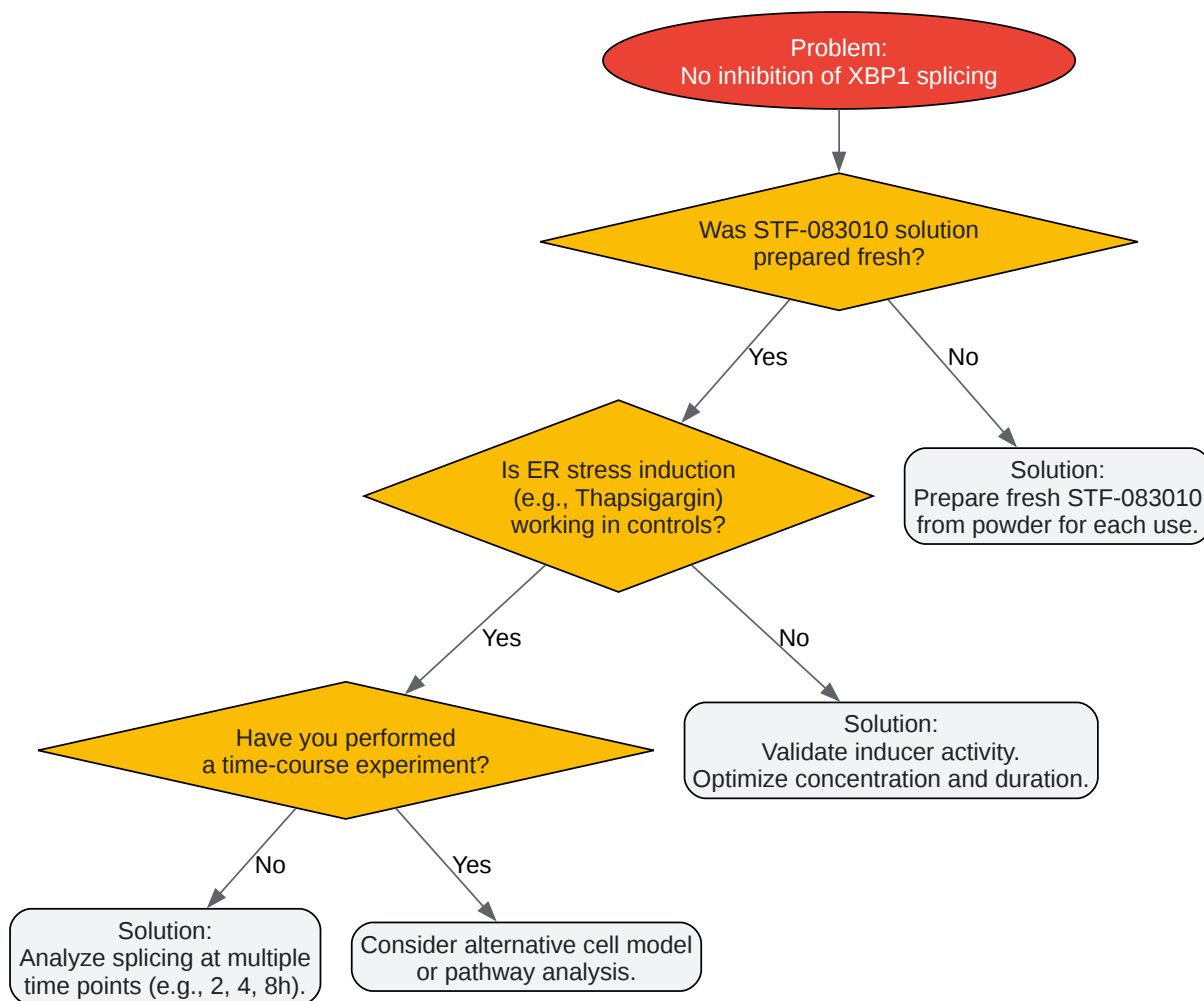 Problem:
No inhibition of XBP1 splicing
Was STF-083010 solution
prepared fresh?
Yes
No
Is ER stress induction
(e.g., Thapsigargin)
working in controls?
Solution:
Prepare fresh STF-083010
from powder for each use.
Yes
No
Have you performed
a time-course experiment?
Solution:
Validate inducer activity.
Optimize concentration and duration.
No
Yes
Solution:
Analyze splicing at multiple
time points (e.g., 2, 4, 8h).
Consider alternative cell model
or pathway analysis.